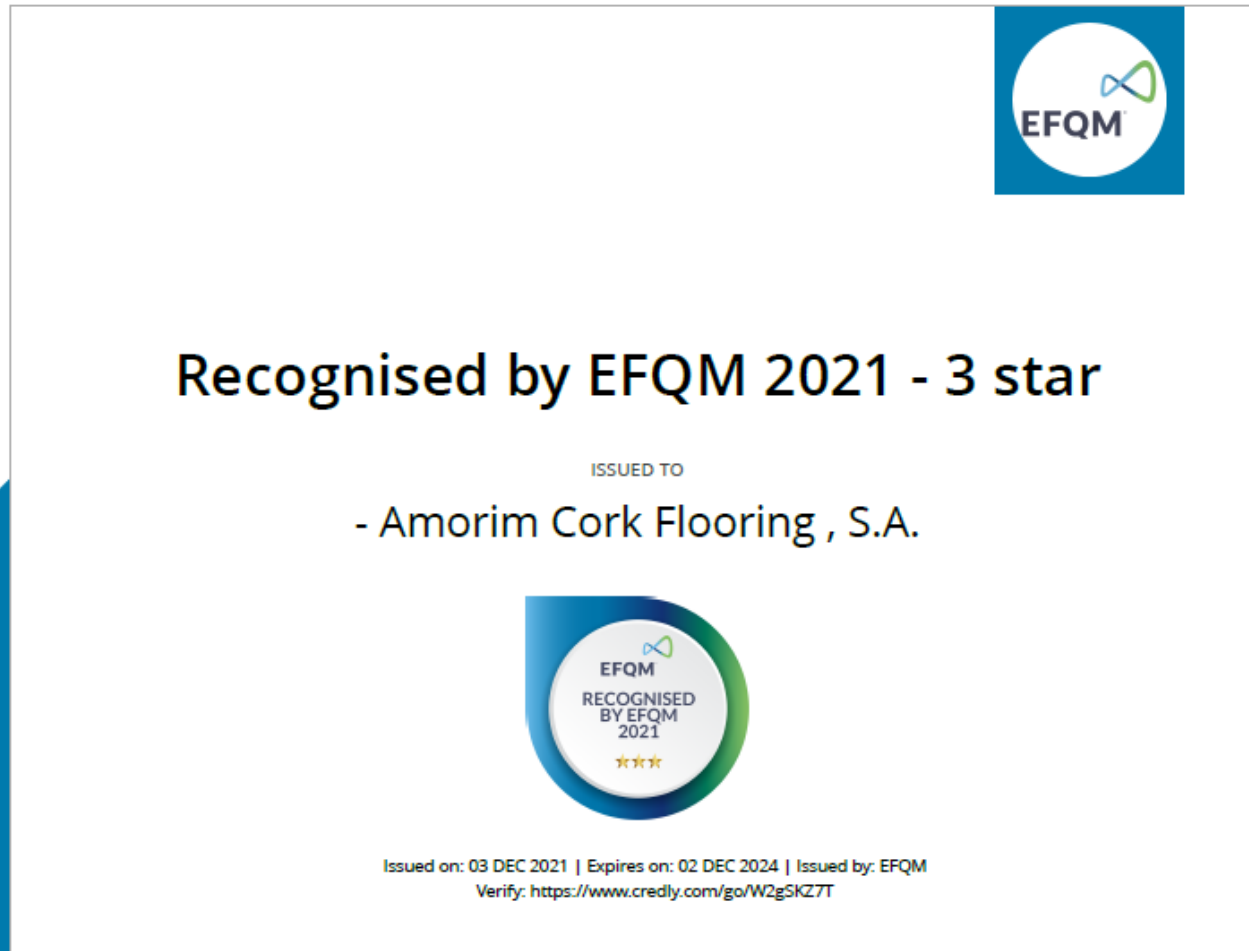 EFQM
Recognised by EFQM 2021 - 3 star
ISSUED TO
- Amorim Cork Flooring , S.A.
EFQM
RECOGNISED
BY EFQM
2021
Issued on: 03 DEC 2021 | Expires on: 02 DEC 2024 | Issued by: EFQM
Verify: https://www.credly.com/go/W2gSKZ7T